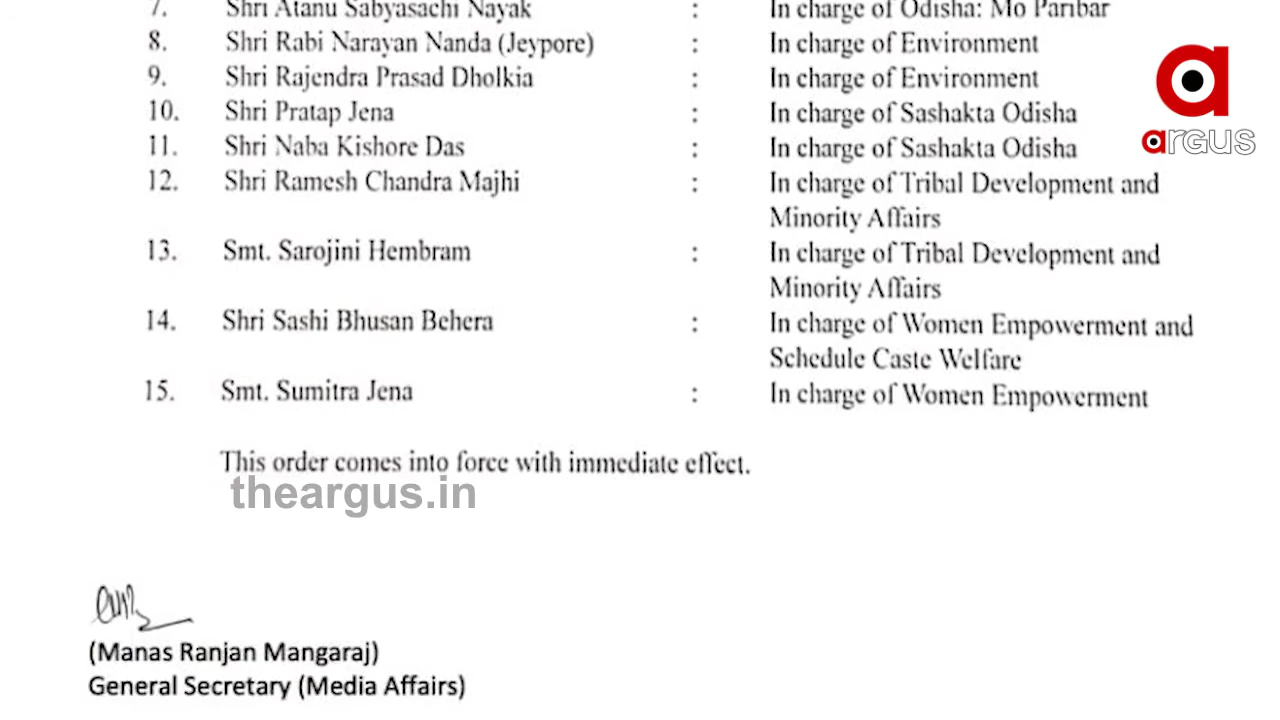 7. Shri Atanu Sabyasachi Nayak : In charge of Odisha: Mo Paribar
8. Shri Rabi Narayan Nanda (Jeypore) : In charge of Environment
9. Shri Rajendra Prasad Dholkia : In charge of Environment
10. Shri Pratap Jena : In charge of Sashakta Odisha
11. Shri Naba Kishore Das : In charge of Sashakta Odisha
12. Shri Ramesh Chandra Majhi : In charge of Tribal Development and
Minority Affairs
13. Smt. Sarojini Hembram : In charge of Tribal Development and
Minority Affairs
14. Shri Sashi Bhusan Behera : In charge of Women Empowerment and
Schedule Caste Welfare
15. Smt. Sumitra Jena : In charge of Women Empowerment
This order comes into force with immediate effect.
theargus.in
(Manas Ranjan Mangaraj)
General Secretary (Media Affairs)
a
argus